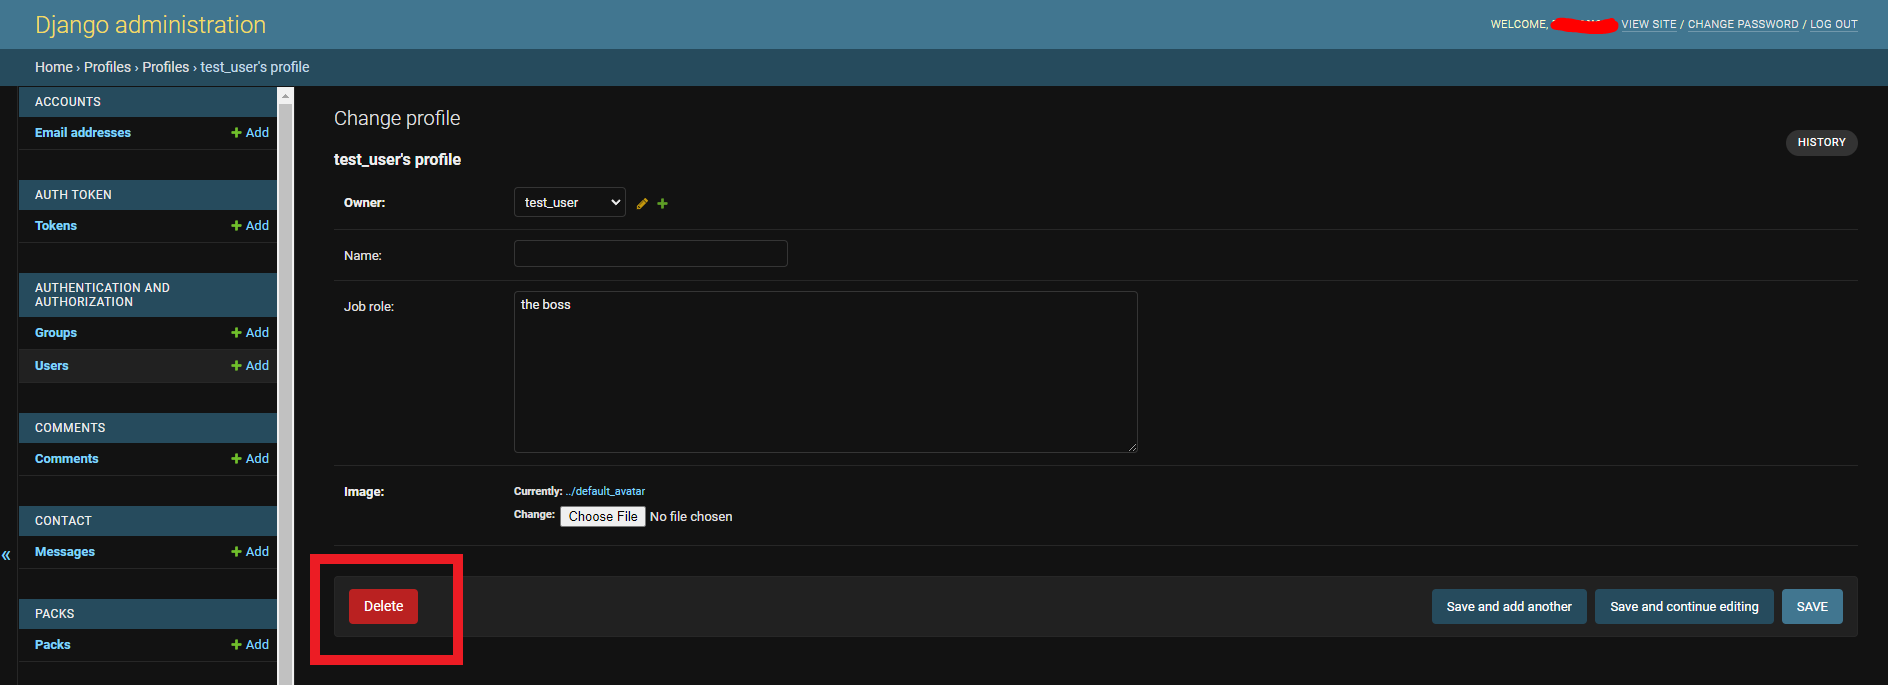 Django administration
WELCOME, VIEW SITE / CHANGE PASSWORD / LOG OUT
Home › Profiles › Profiles › test_user's profile
ACCOUNTS
Email addresses + Add
AUTH TOKEN
Tokens + Add
AUTHENTICATION AND
AUTHORIZATION
Groups + Add
Users + Add
COMMENTS
Comments + Add
CONTACT
Messages + Add
«
PACKS
Packs + Add
Change profile
HISTORY
test_user's profile
Owner: test_user
Name:
Job role: the boss
Image: Currently: ../default_avatar
Change: Choose File No file chosen
Delete Save and add another Save and continue editing SAVE